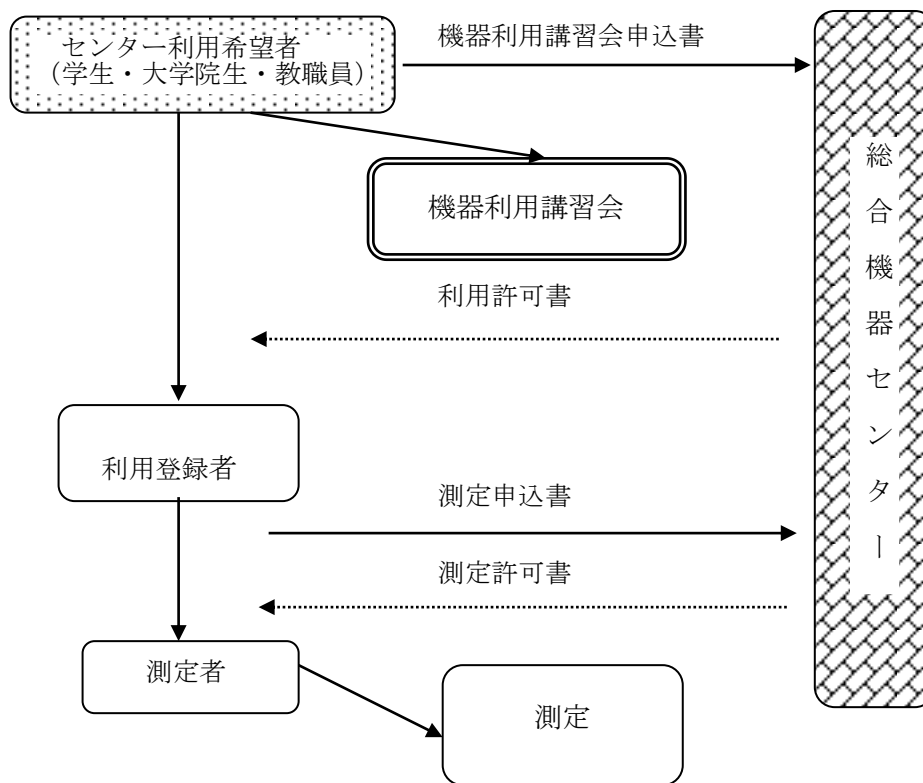 センター利用希望者
（学生・大学院生・教職員）
機器利用講習会申込書
機器利用講習会
利用許可書
利用登録者
測定申込書
測定許可書
測定者
測定
総合機器センター